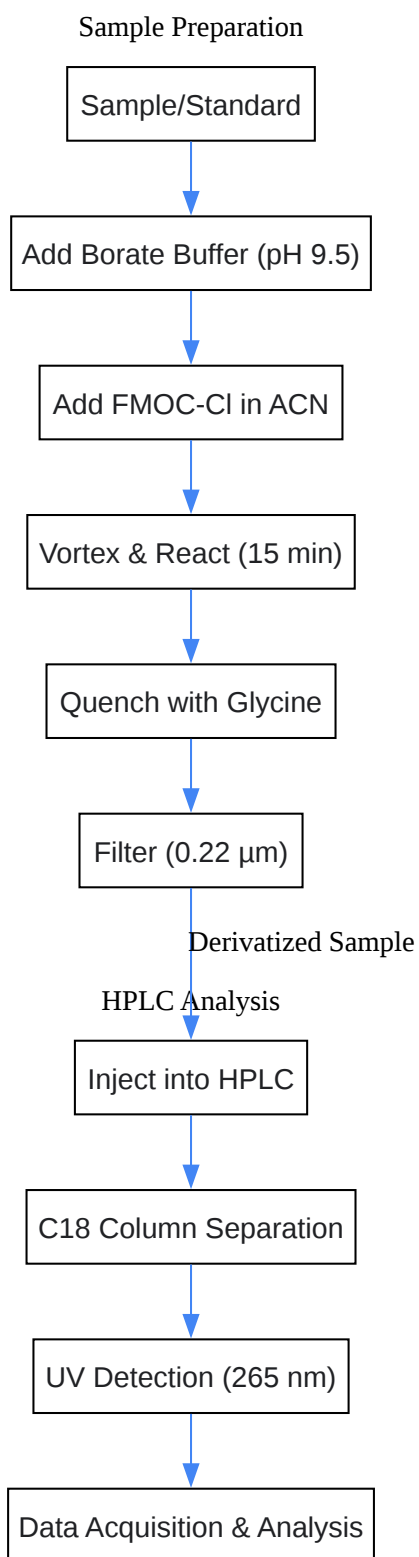 Sample Preparation
Sample/Standard
Add Borate Buffer (pH 9.5)
Add FMOC-Cl in ACN
Vortex & React (15 min)
Quench with Glycine
Filter (0.22 µm)
Derivatized Sample
HPLC Analysis
Inject into HPLC
C18 Column Separation
UV Detection (265 nm)
Data Acquisition & Analysis